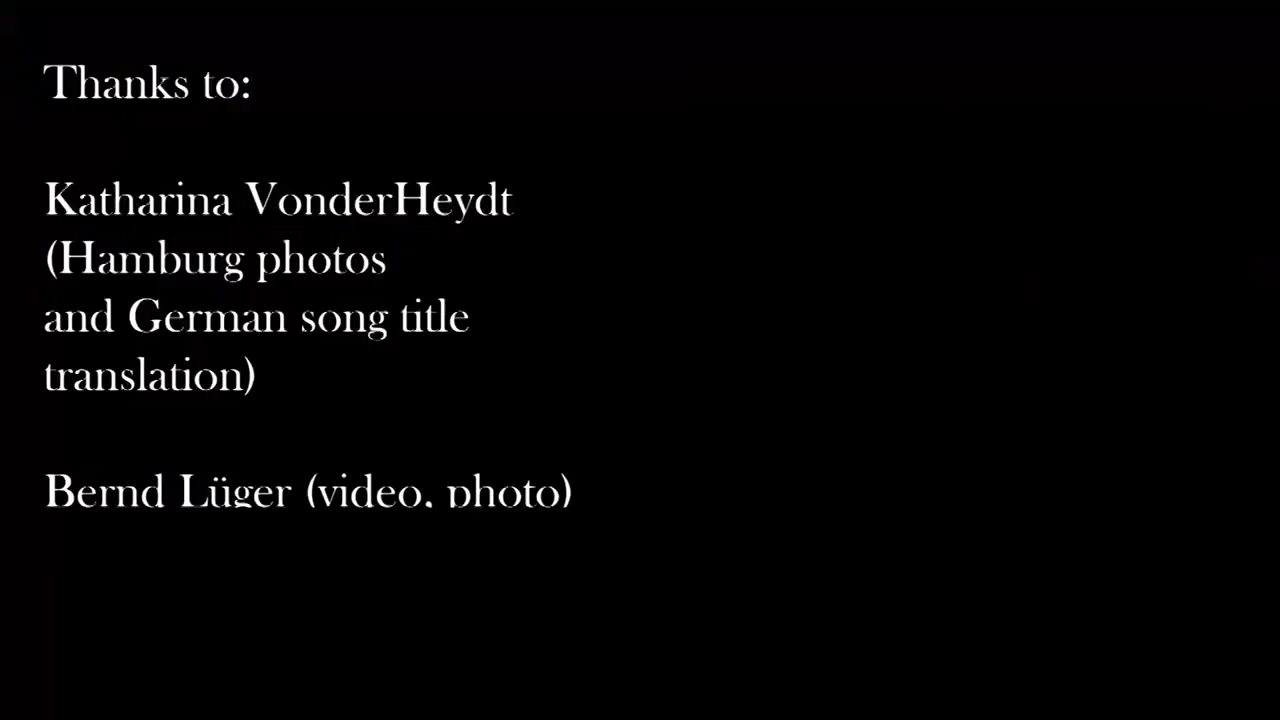 Thanks to:
Katharina VonderHeydt
(Hamburg photos
and German song title
translation)
Bernd Lüger (video, photo)